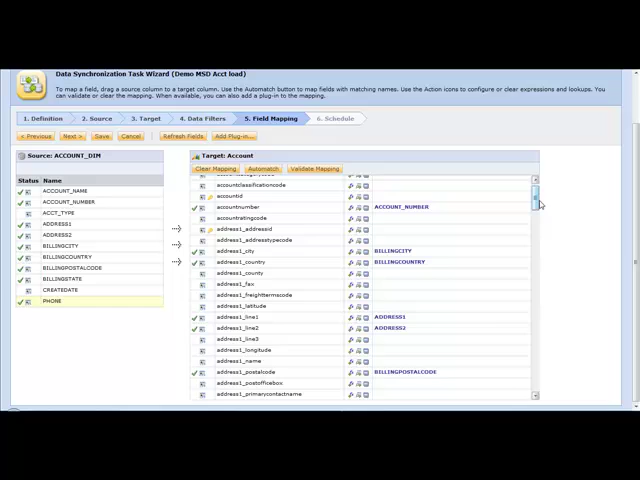 Data Synchronization Task Wizard (Demo MSD Acct load)
To map a field, drag a source column to a target column. Use the Automatch button to map fields with matching names. Use the Action icons to configure or clear expressions and lookups. You
can validate or clear the mapping. When available, you can also add a plug-in to the mapping.
1. Definition 2. Source 3. Target 4. Data Filters 5. Field Mapping 6. Schedule
< Previous Next > Save Cancel Refresh Fields Add Plug-in...
Source: ACCOUNT_DIM
Status Name
ACCOUNT_NAME
ACCOUNT_NUMBER
ACCT_TYPE
ADDRESS1
ADDRESS2
BILLINGCITY
BILLINGCOUNTRY
BILLINGPOSTALCODE
BILLINGSTATE
CREATEDATE
PHONE
Target: Account
Clear Mapping Automatch Validate Mapping
accountclassificationcode
accountid
accountnumber ACCOUNT_NUMBER
accountratingcode
address1_addressid
address1_addresstypecode
address1_city BILLINGCITY
address1_country BILLINGCOUNTRY
address1_county
address1_fax
address1_freighttermscode
address1_latitude
address1_line1 ADDRESS1
address1_line2 ADDRESS2
address1_line3
address1_longitude
address1_name
address1_postalcode BILLINGPOSTALCODE
address1_postofficebox
address1_primarycontactname